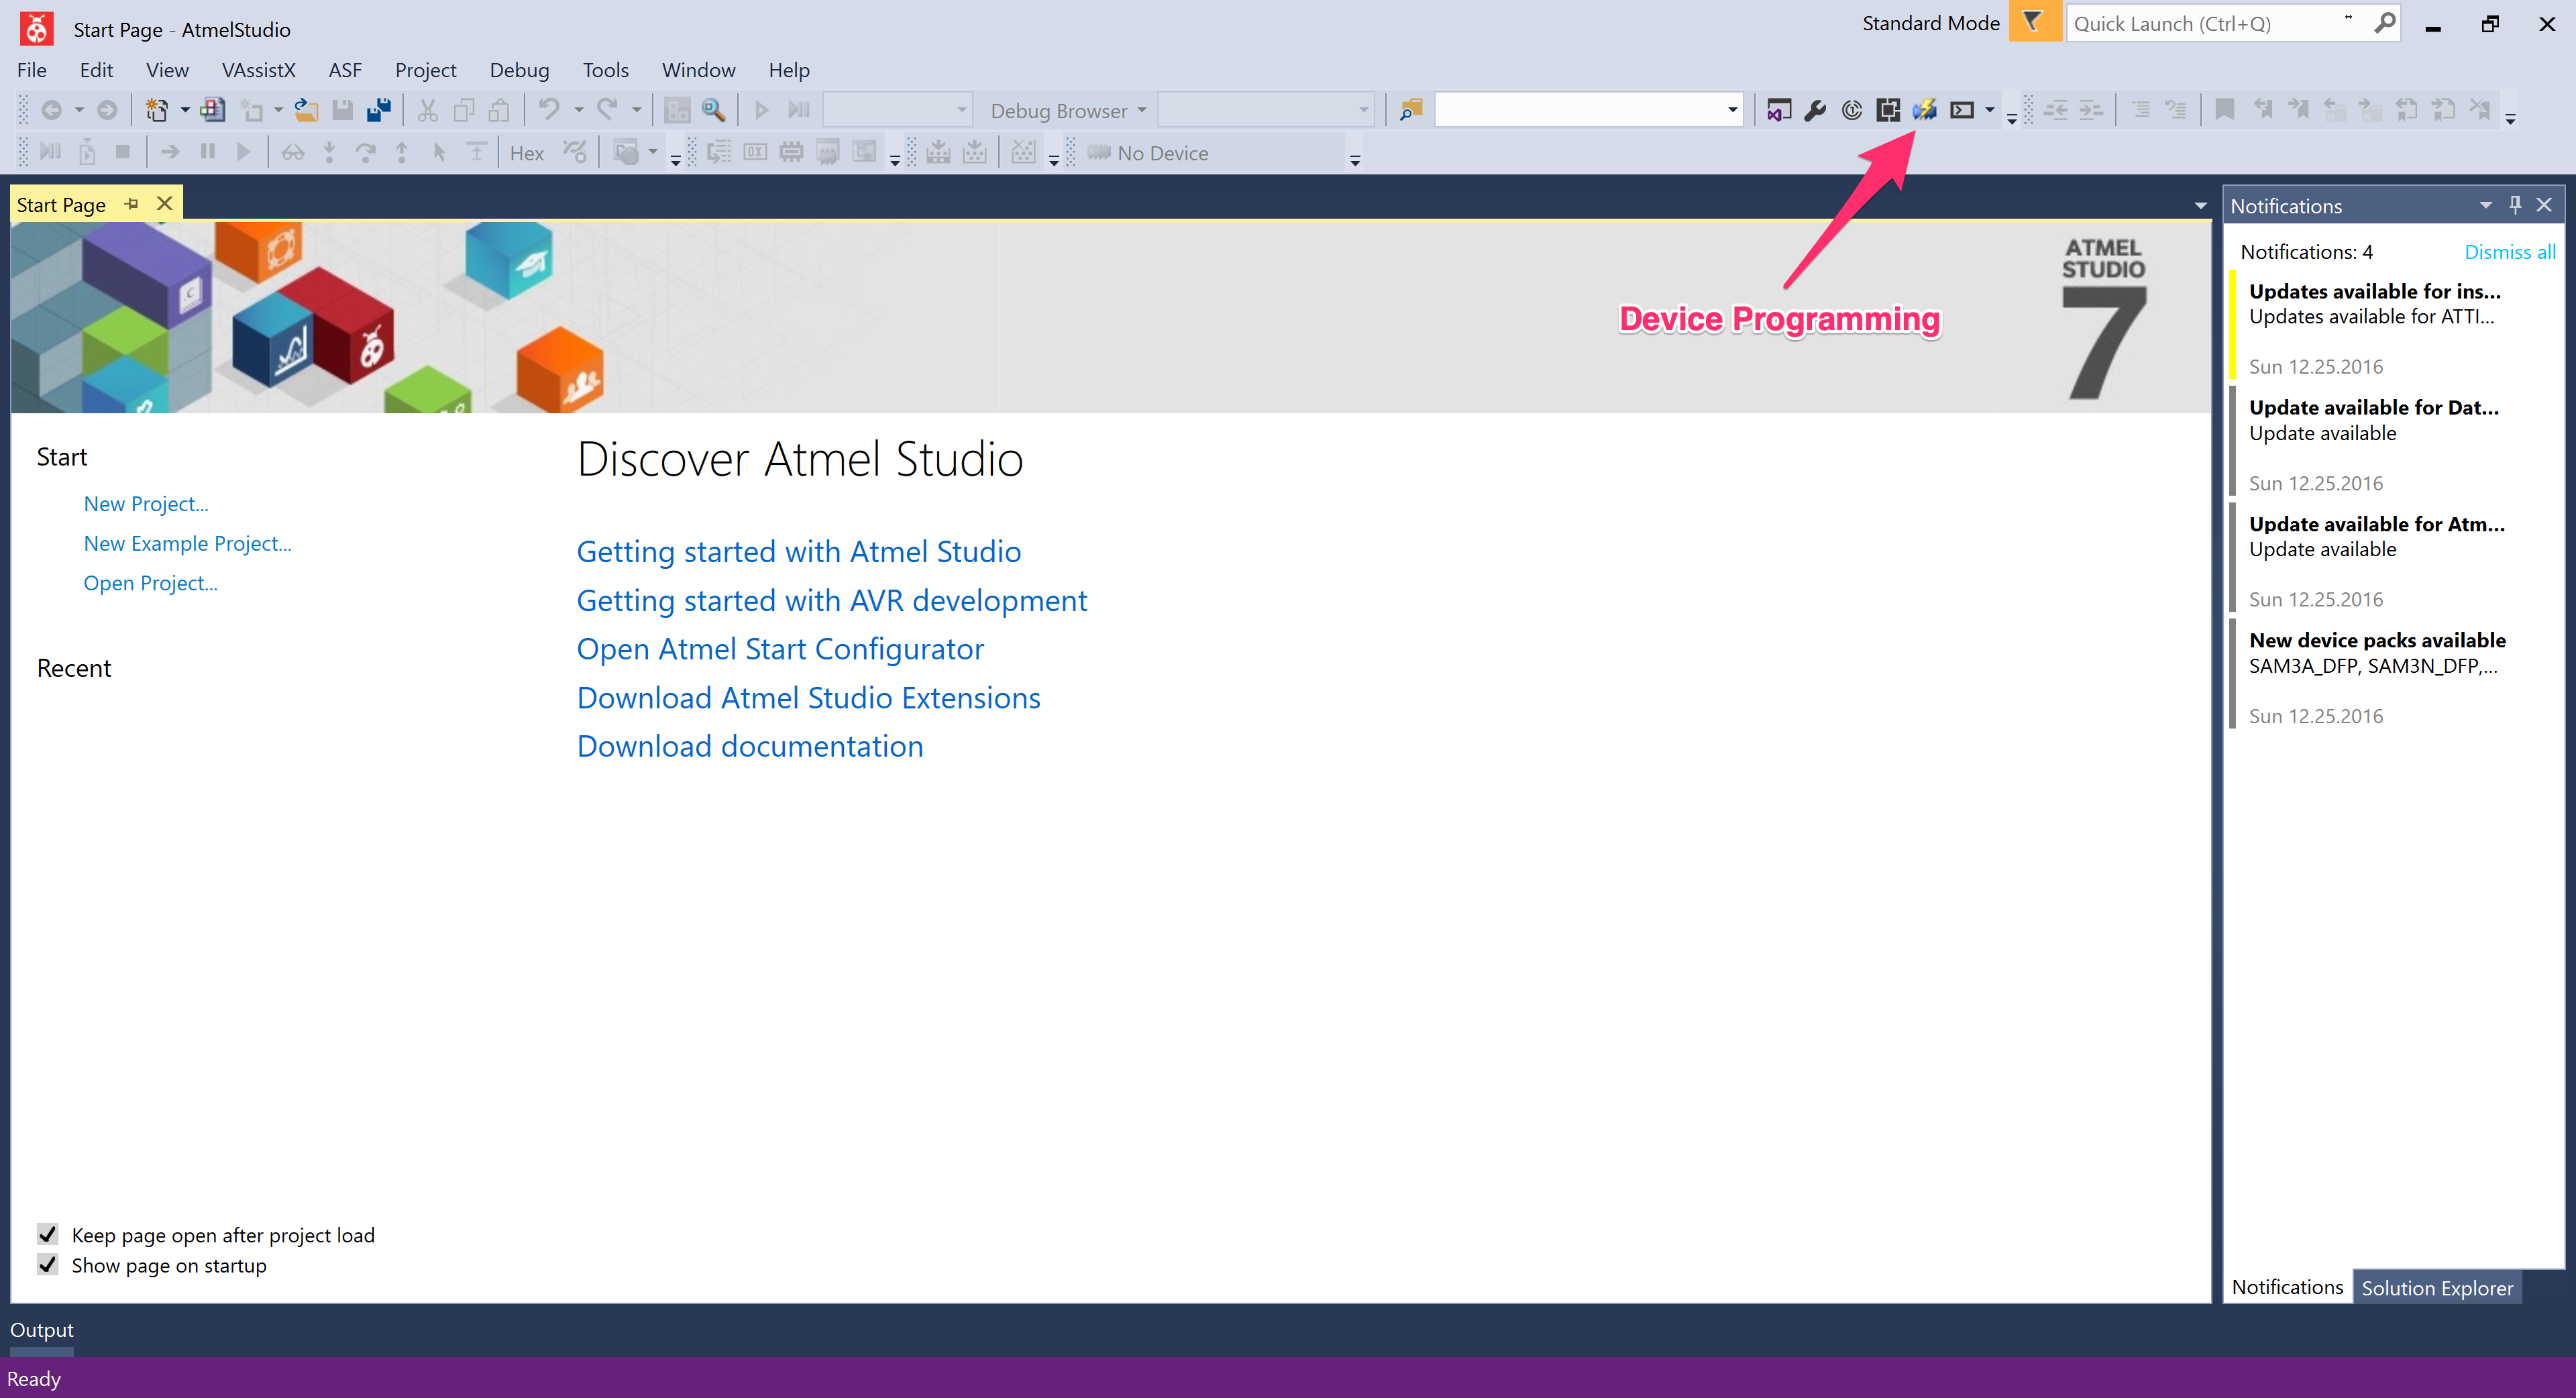 Start Page - AtmelStudio
Standard Mode
Quick Launch (Ctrl+Q)
File Edit View VAssistX ASF Project Debug Tools Window Help
Debug Browser
Hex
No Device
Start Page
Device Programming
ATMEL
STUDIO
7
Start
New Project...
New Example Project...
Open Project...
Recent
Discover Atmel Studio
Getting started with Atmel Studio
Getting started with AVR development
Open Atmel Start Configurator
Download Atmel Studio Extensions
Download documentation
Keep page open after project load
Show page on startup
Notifications
Notifications: 4 Dismiss all
Updates available for ins...
Updates available for ATTI...
Sun 12.25.2016
Update available for Dat...
Update available
Sun 12.25.2016
Update available for Atm...
Update available
Sun 12.25.2016
New device packs available
SAM3A_DFP, SAM3N_DFP,...
Sun 12.25.2016
Notifications Solution Explorer
Output
Ready